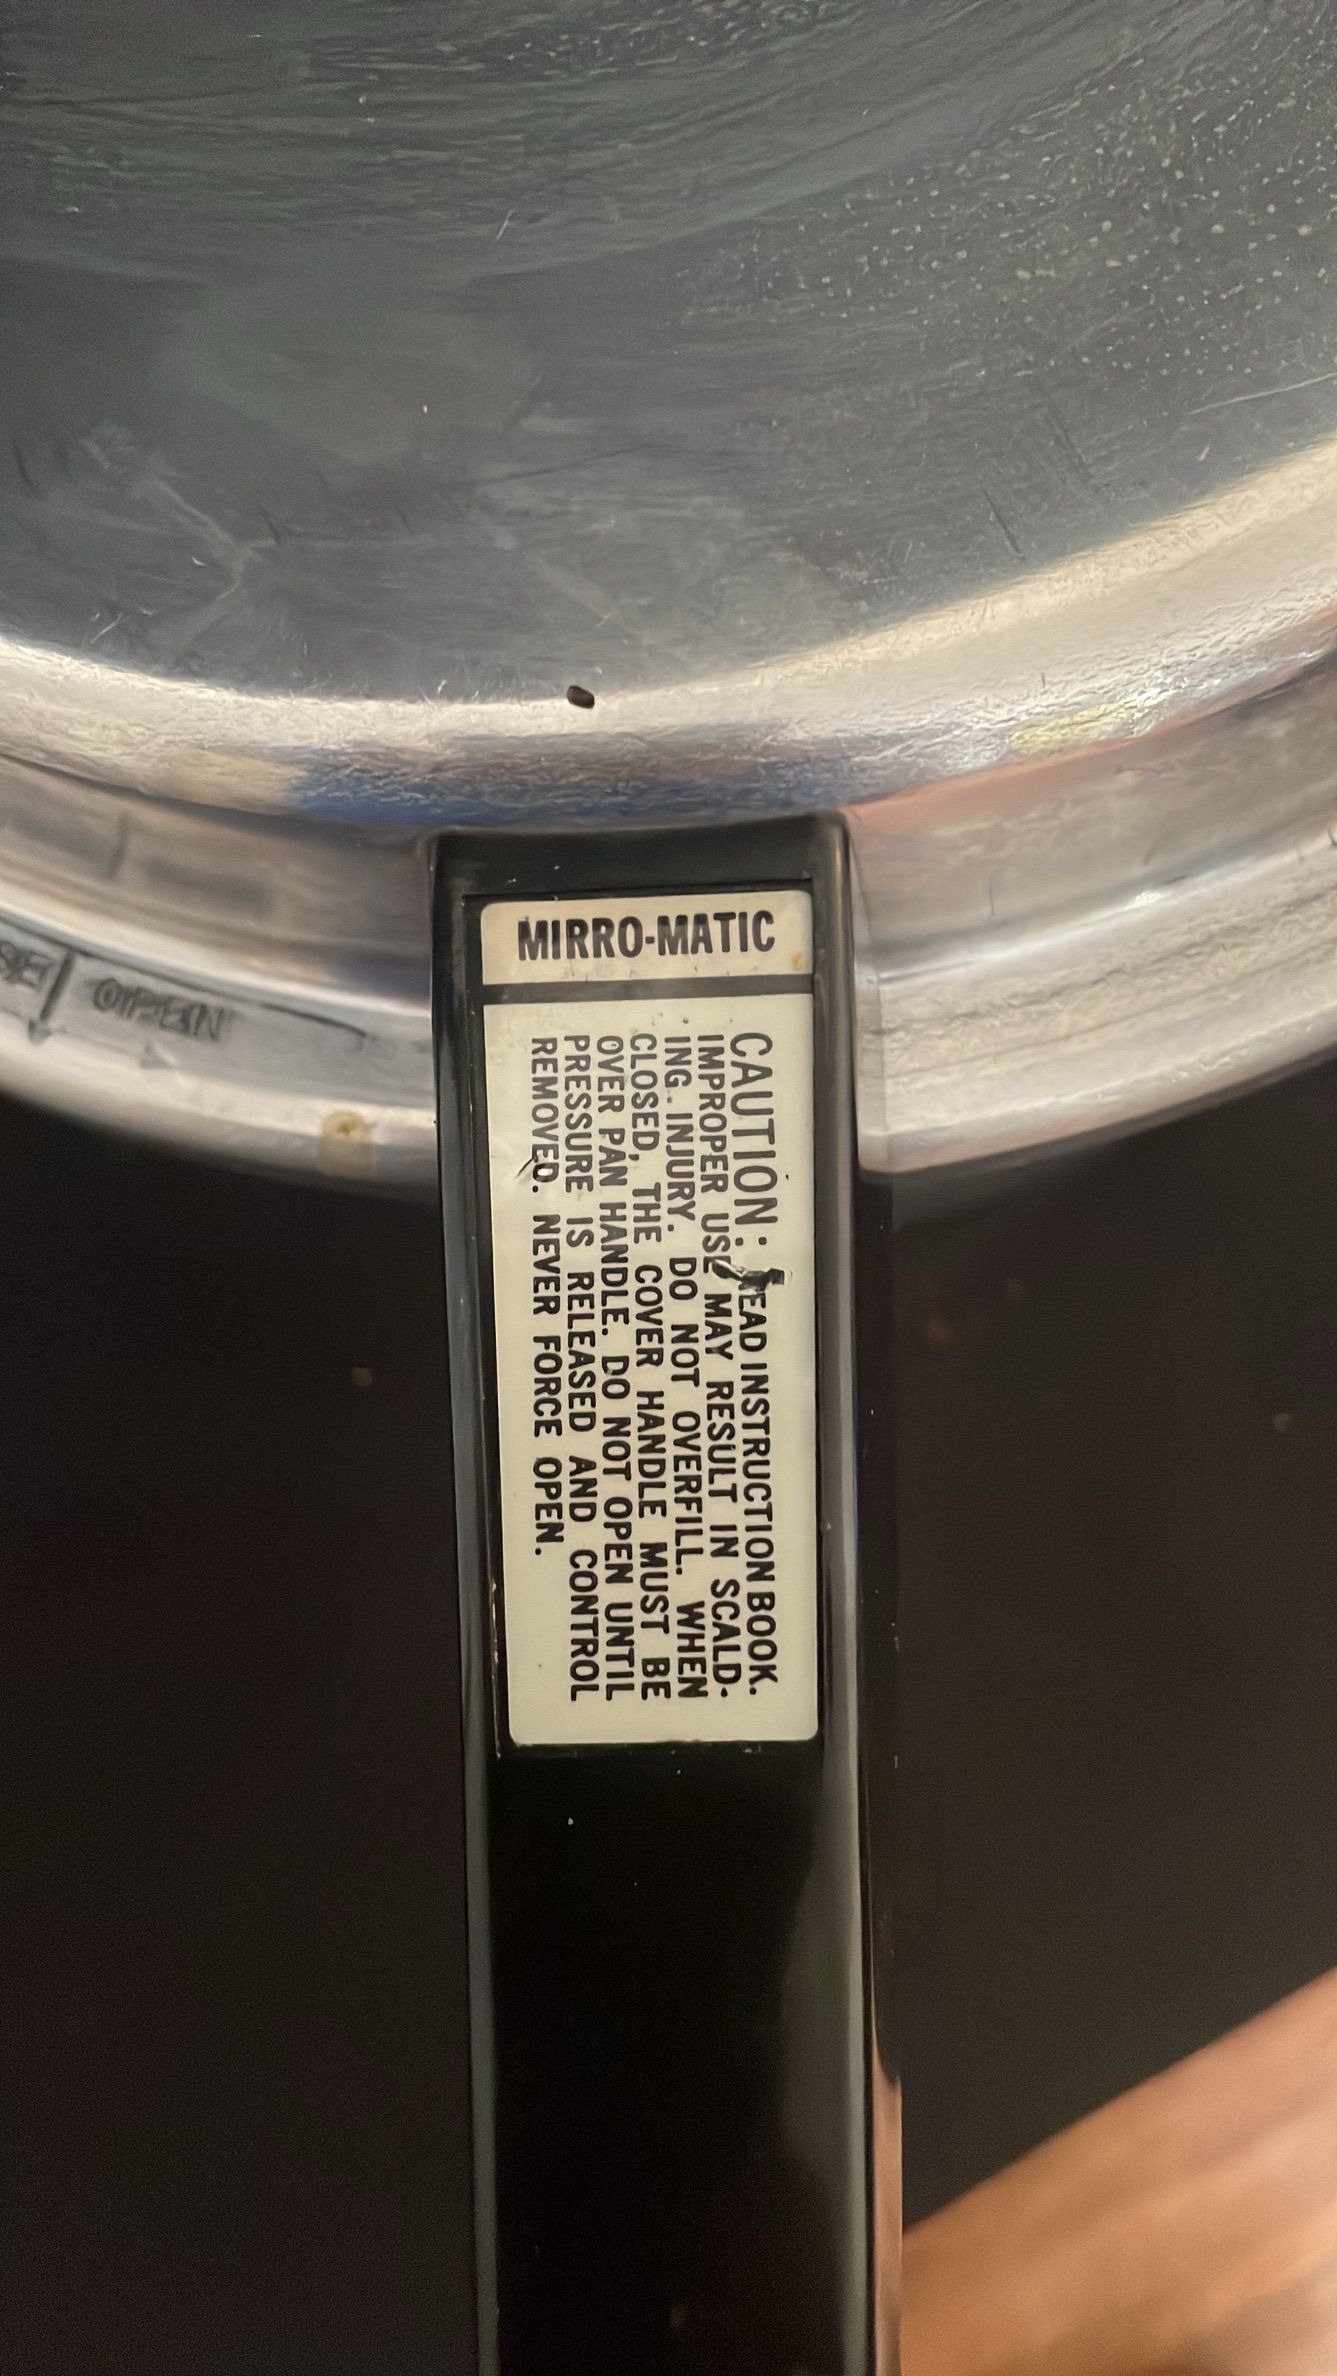 MIRRO-MATIC
CAUTION: EAD INSTRUCTION BOOK.
IMPROPER USE MAY RESULT IN SCALD-
ING INJURY. DO NOT OVERFILL. WHEN
CLOSED, THE COVER HANDLE MUST BE
OVER PAN HANDLE. DO NOT OPEN UNTIL
PRESSURE IS RELEASED AND CONTROL
REMOVED. NEVER FORCE OPEN.
OPEN